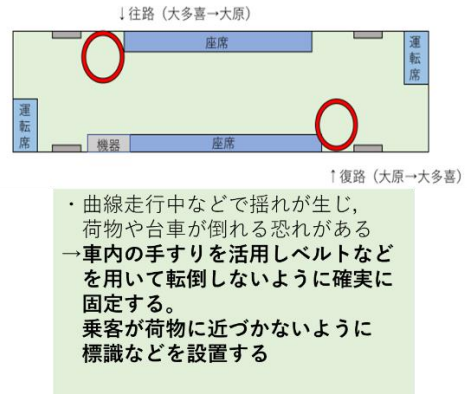 ↓往路（大多喜→大原）
座席
運転席
運転席
機器
座席
↑復路（大原→大多喜）
・曲線走行中などで揺れが生じ，
荷物や台車が倒れる恐れがある
→車内の手すりを活用しベルトなど
を用いて転倒しないように確実に
固定する。
乗客が荷物に近づかないように
標識などを設置する